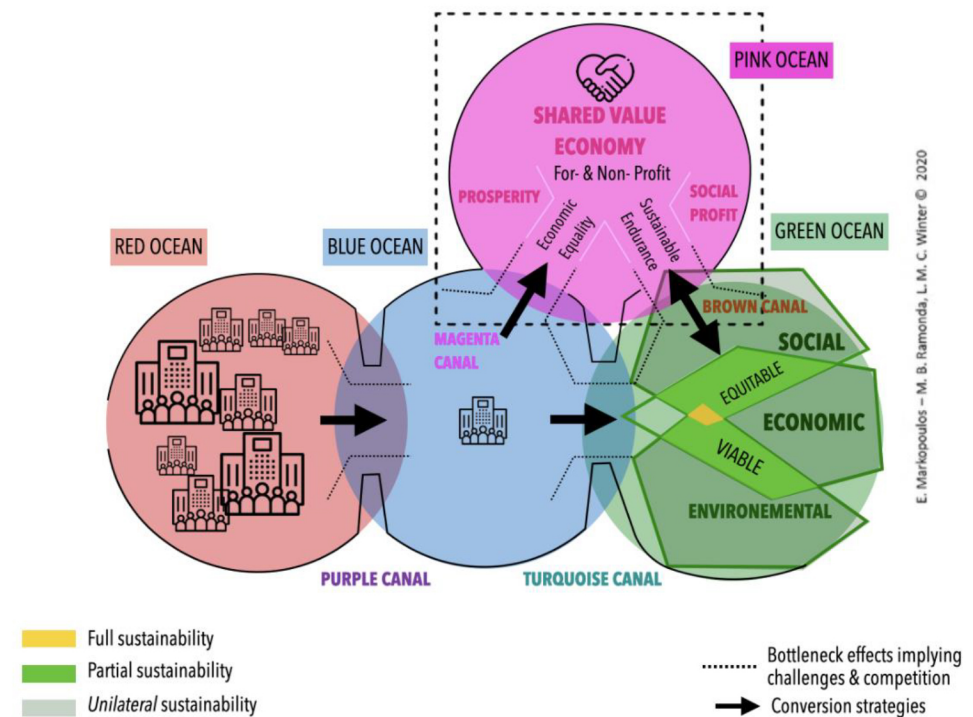 PINK OCEAN
SHARED VALUE
ECONOMY
For- & Non- Profit
PROSPERITY
SOCIAL
PROFIT
Economic
Equality
Sustainable
Endurance
RED OCEAN
BLUE OCEAN
GREEN OCEAN
MAGENTA
CANAL
BROWN CANAL
SOCIAL
EQUITABLE
ECONOMIC
VIABLE
ENVIRONEMENTAL
PURPLE CANAL
TURQUOISE CANAL
E. Markopoulos – M. B. Ramonda, L. M. C. Winter © 2020
Full sustainability
Partial sustainability
Unilateral sustainability
Bottleneck effects implying
challenges & competition
Conversion strategies